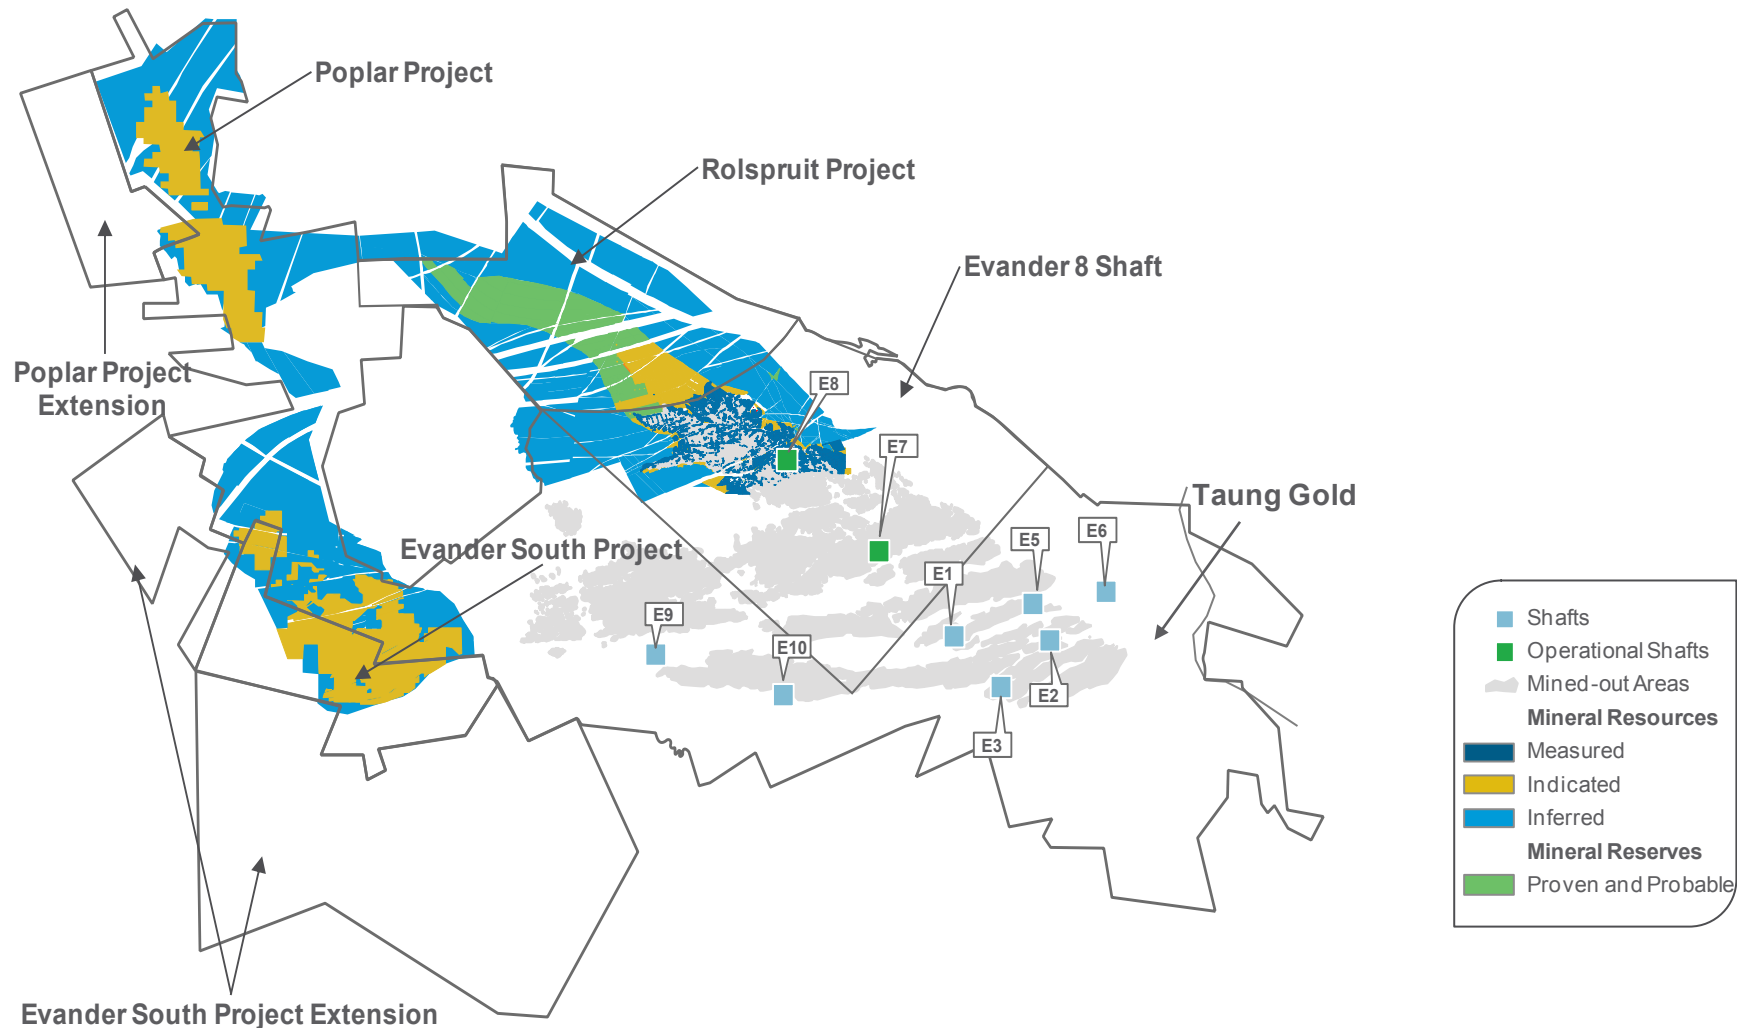 Poplar Project
Rolspruit Project
Evander 8 Shaft
Poplar Project
Extension
E8
E7
Taung Gold
E5
E6
Evander South Project
E1
E9
E10
E2
E3
Evander South Project Extension
Shafts
Operational Shafts
Mined-out Areas
Mineral Resources
Measured
Indicated
Inferred
Mineral Reserves
Proven and Probable